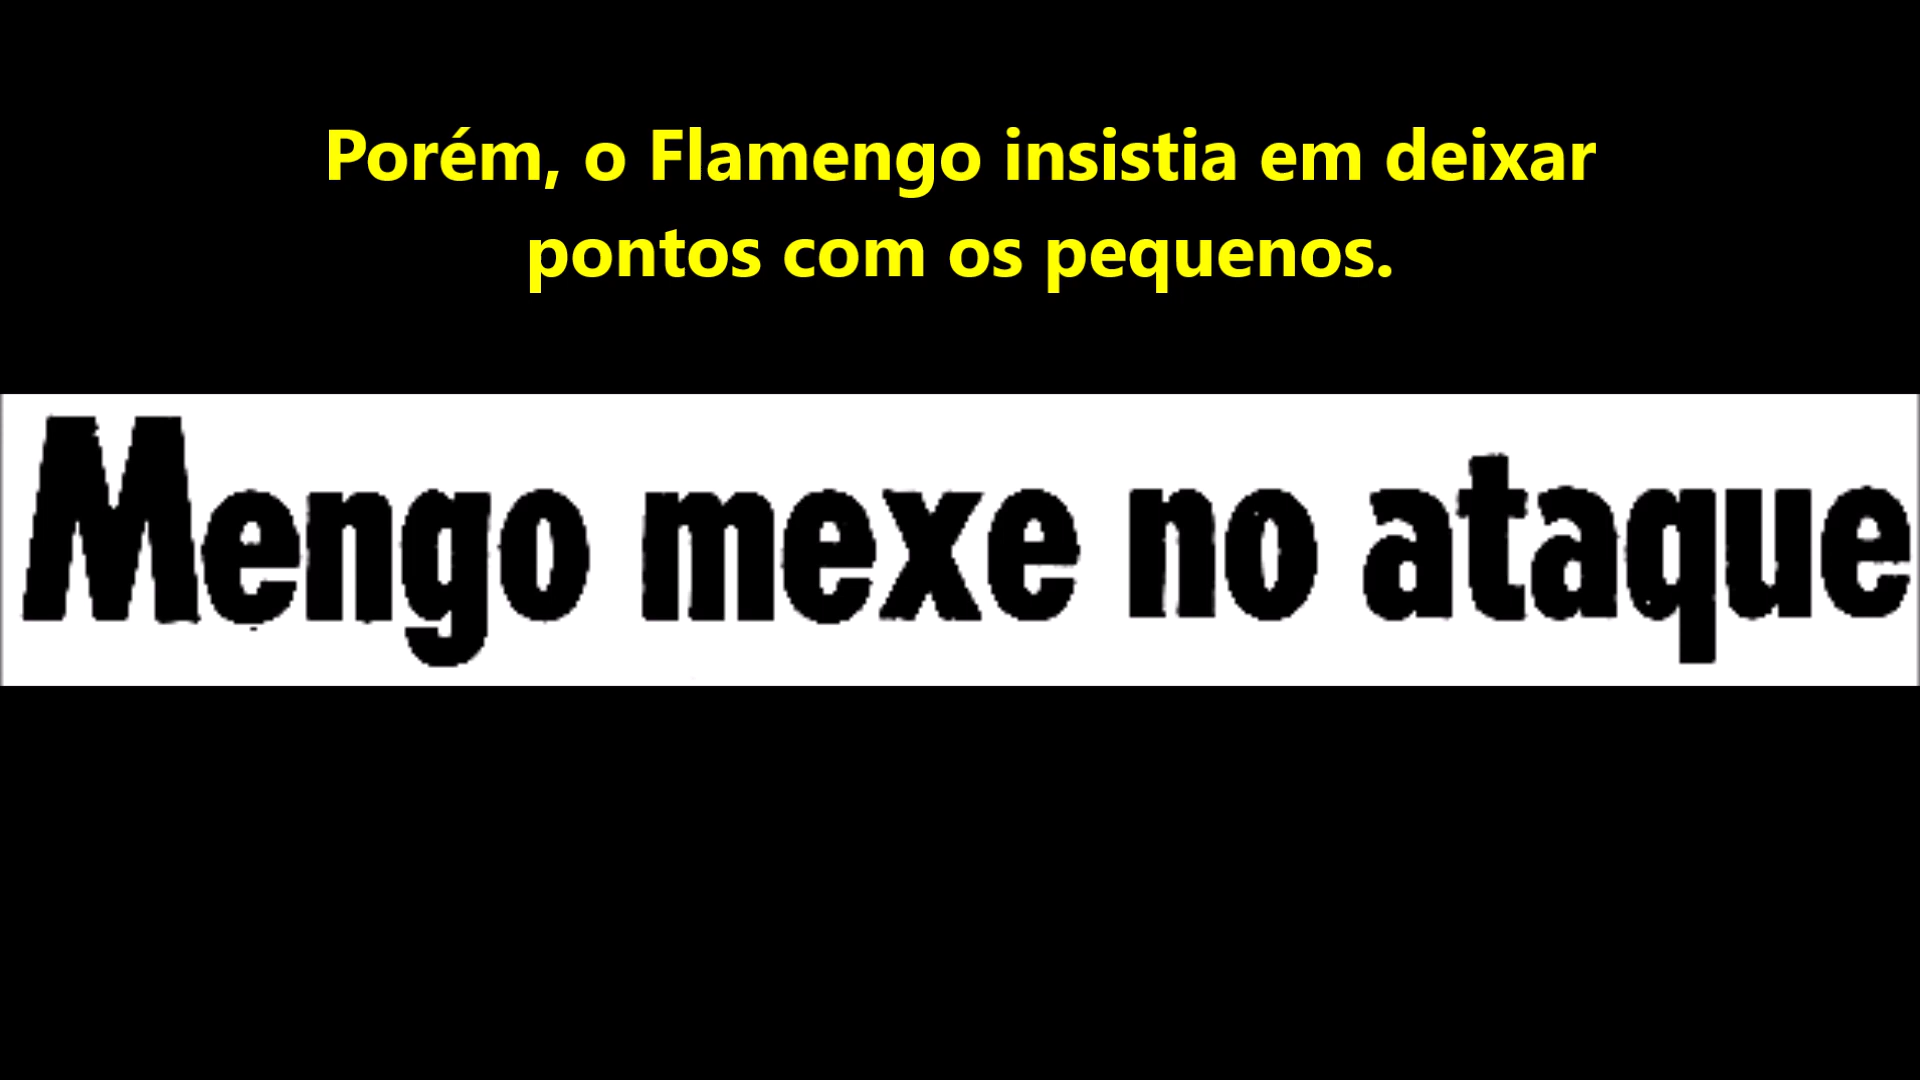 Porém, o Flamengo insistia em deixar
pontos com os pequenos.
Mengo mexe no ataque